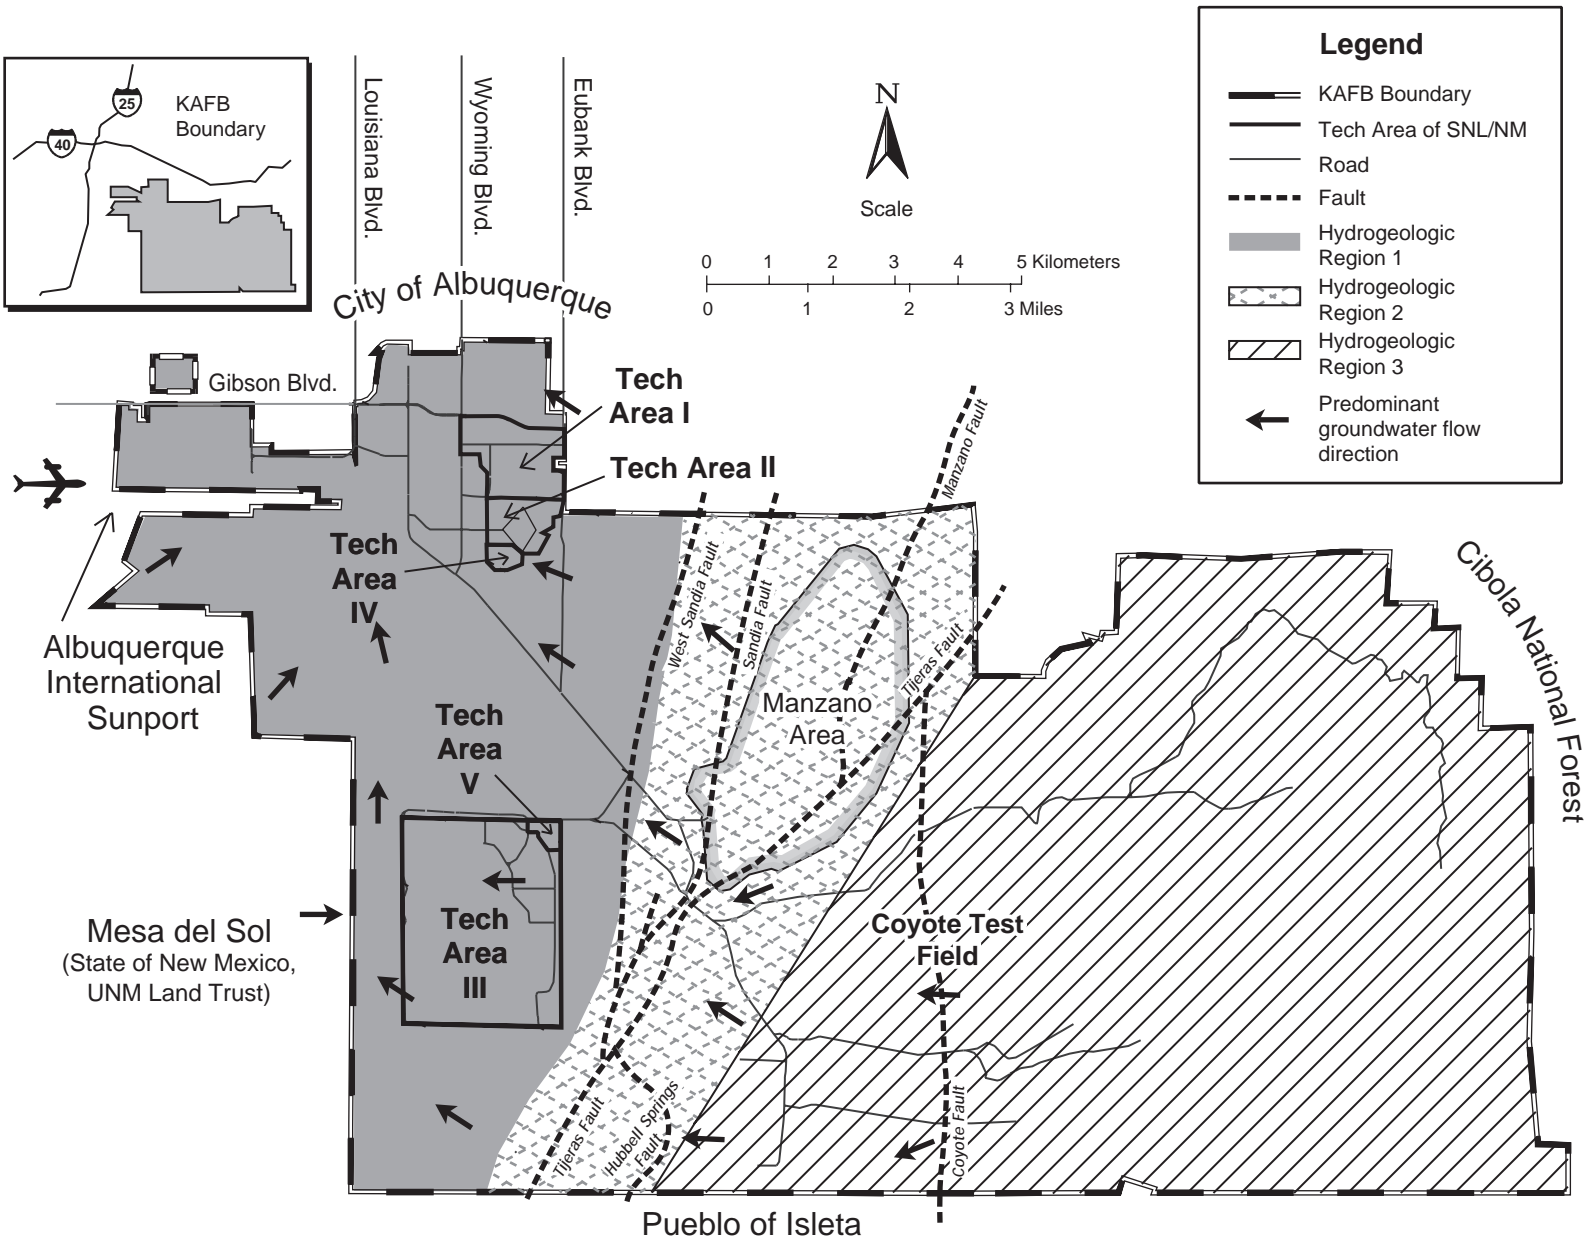 25
KAFB
Boundary
40
Louisiana Blvd.
Wyoming Blvd.
Eubank Blvd.
N
Scale
0 1 2 3 4 5 Kilometers
0 1 2 3 Miles
Legend
KAFB Boundary
Tech Area of SNL/NM
Road
Fault
Hydrogeologic
Region 1
Hydrogeologic
Region 2
Hydrogeologic
Region 3
Predominant
groundwater flow
direction
City of Albuquerque
Gibson Blvd.
Tech
Area I
Tech Area II
Manzano Fault
Tech
Area
IV
West Sandia Fault
Sandia Fault
Tijeras Fault
Cibola National Forest
Albuquerque
International
Sunport
Manzano
Area
Tech
Area
V
Mesa del Sol
(State of New Mexico,
UNM Land Trust)
Tech
Area
III
Coyote Test
Field
Tijeras Fault
Hubbell Springs
Fault
Coyote Fault
Pueblo of Isleta